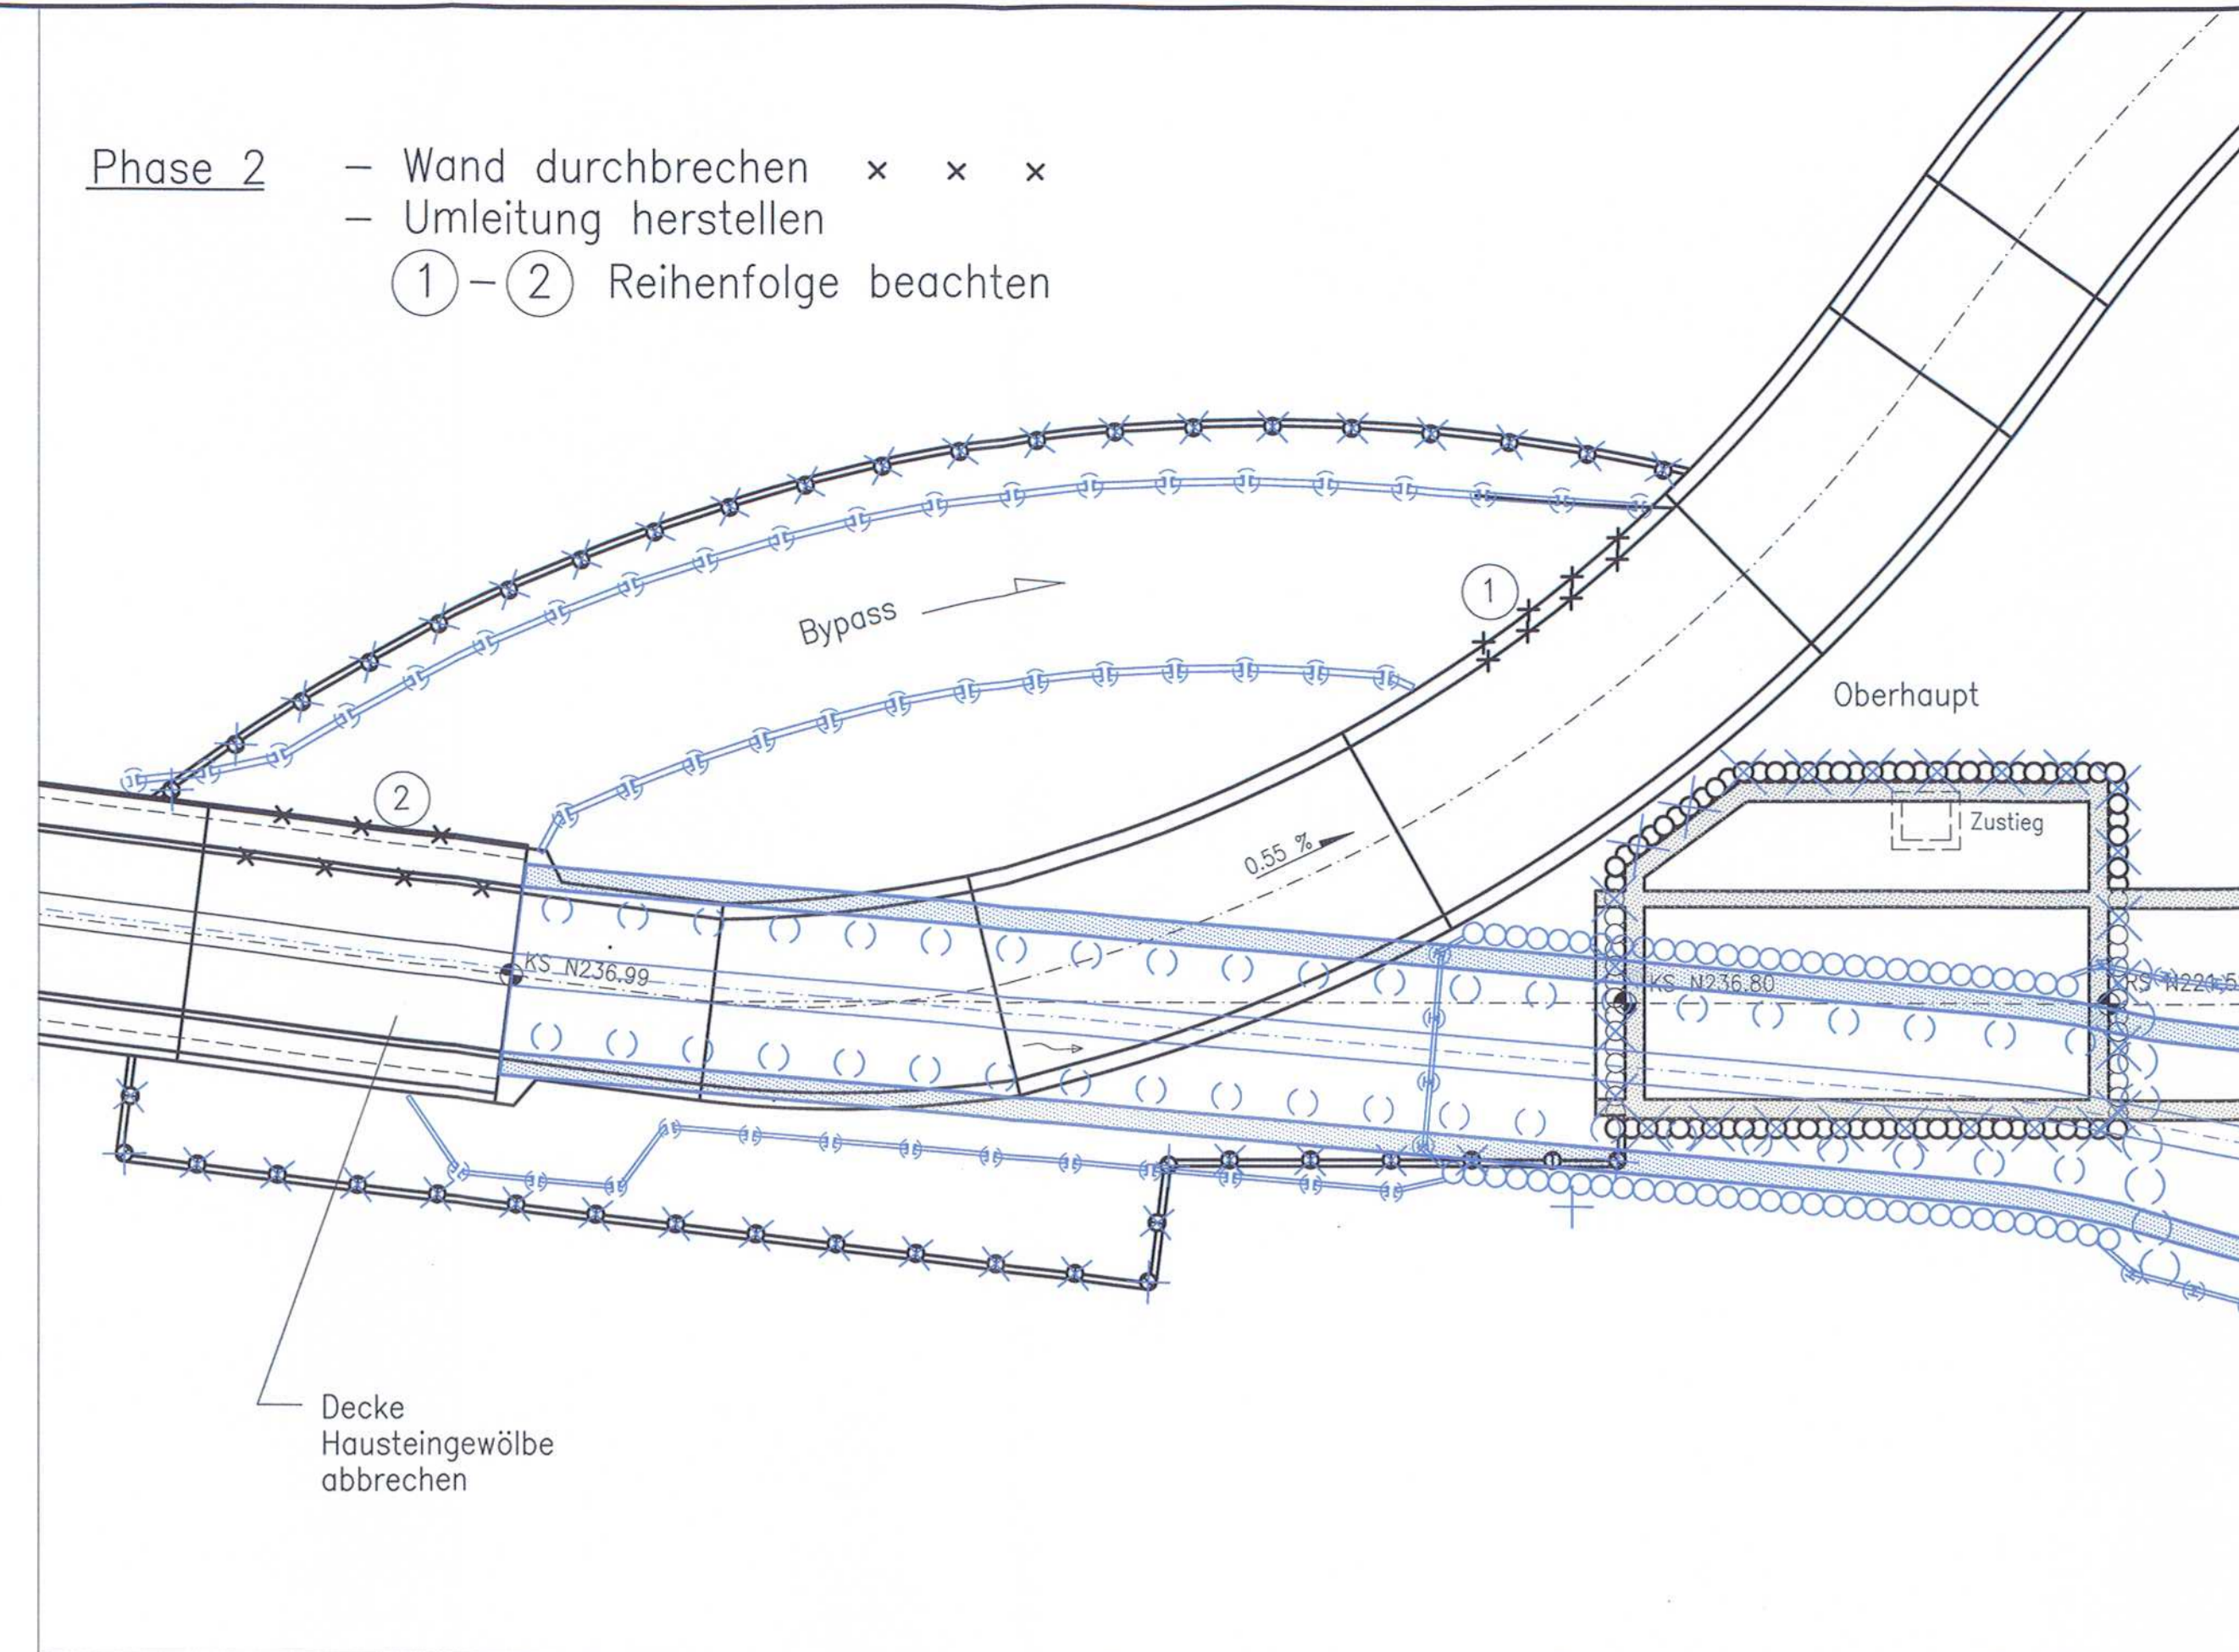 Phase 2 – Wand durchbrechen x x x
– Umleitung herstellen
1 – 2 Reihenfolge beachten
Bypass
1
Oberhaupt
Zustieg
2
0.55 %
KS N236.99
KS N236.80
Decke
Hausteingewölbe
abbrechen